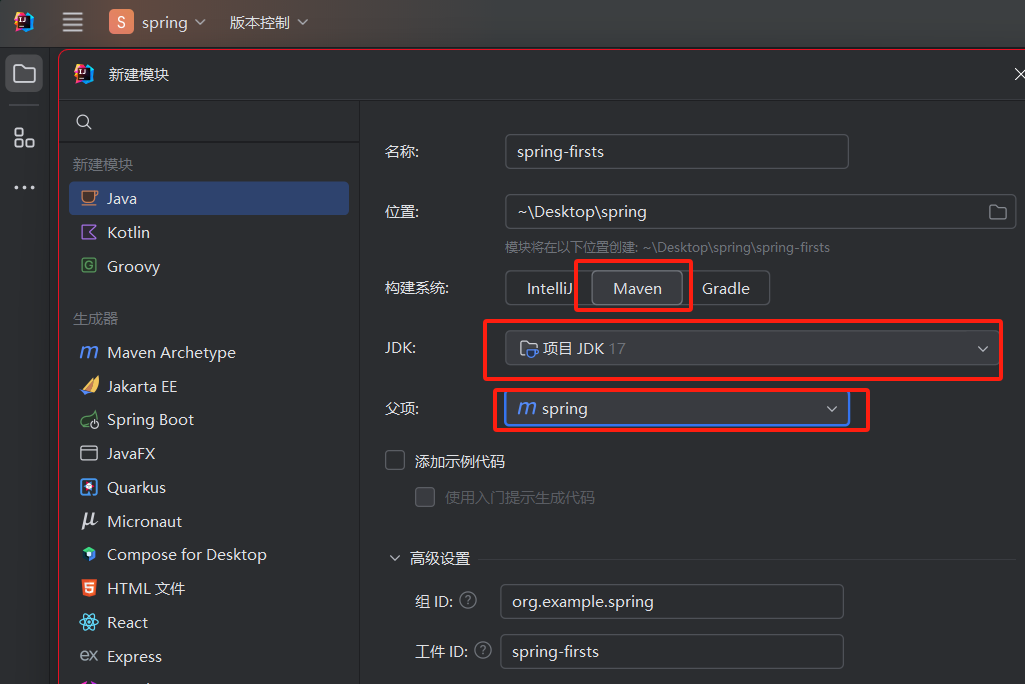 S spring 版本控制
新建模块
新建模块
Java
Kotlin
Groovy
生成器
Maven Archetype
Jakarta EE
Spring Boot
JavaFX
Quarkus
Micronaut
Compose for Desktop
HTML 文件
React
ex Express
名称: spring-firsts
位置: ~\Desktop\spring
模块将在以下位置创建: ~\Desktop\spring\spring-firsts
构建系统: IntelliJ Maven Gradle
JDK: 项目 JDK 17
父项: m spring
添加示例代码
使用入门提示生成代码
高级设置
组 ID: ? org.example.spring
工件 ID: ? spring-firsts